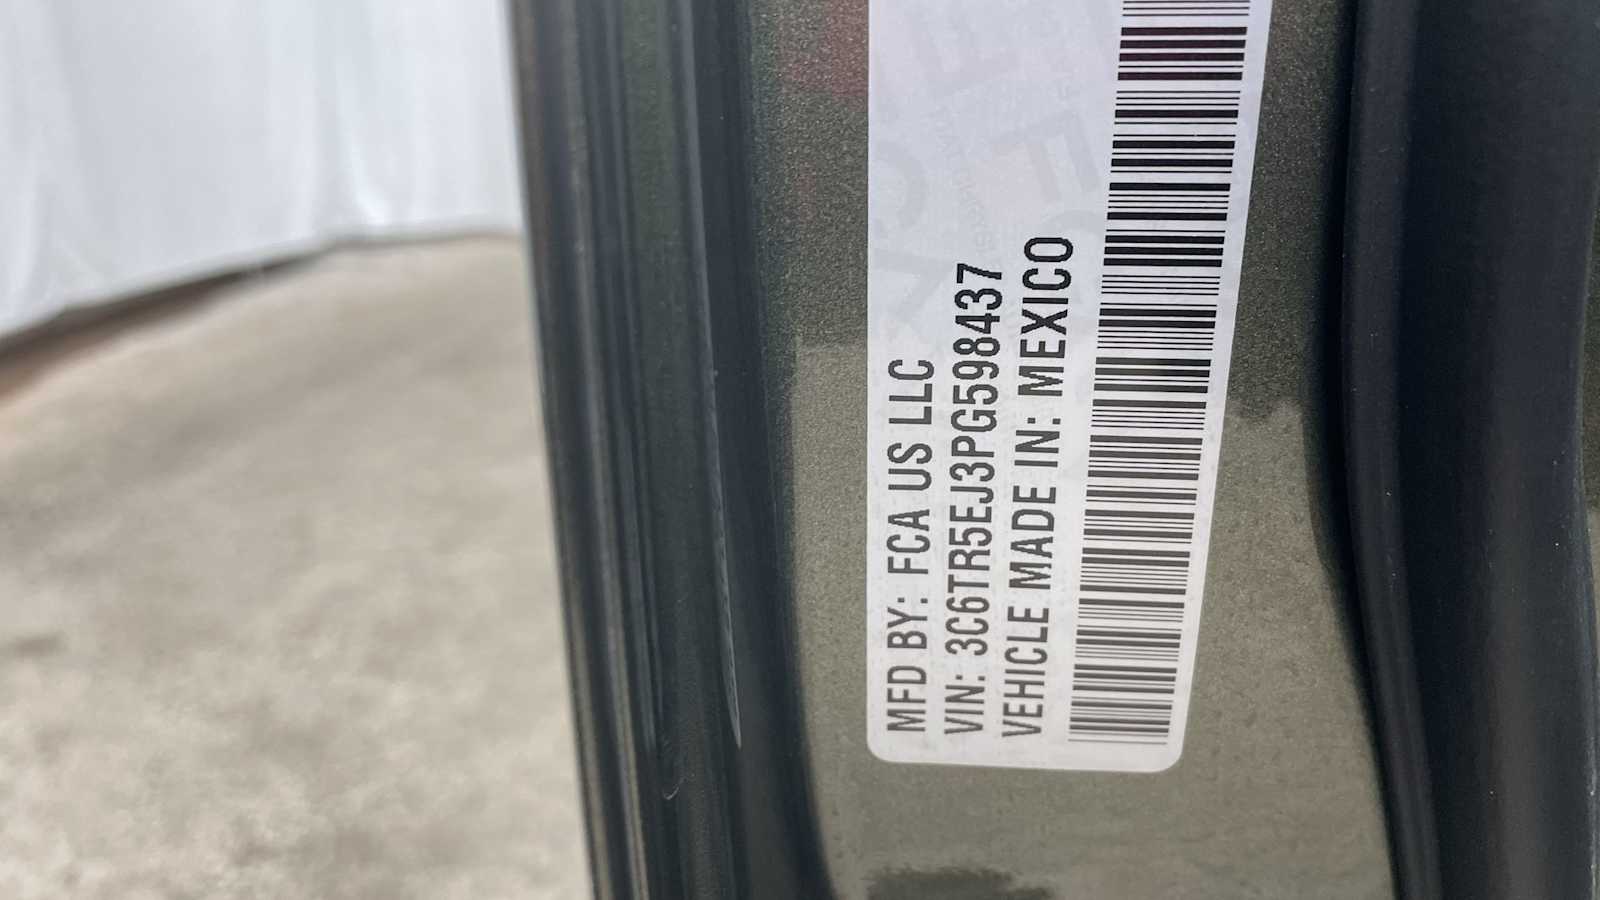 MFD BY: FCA US LLC
VIN: 3C6TR5EJ3PG598437
VEHICLE MADE IN: MEXICO